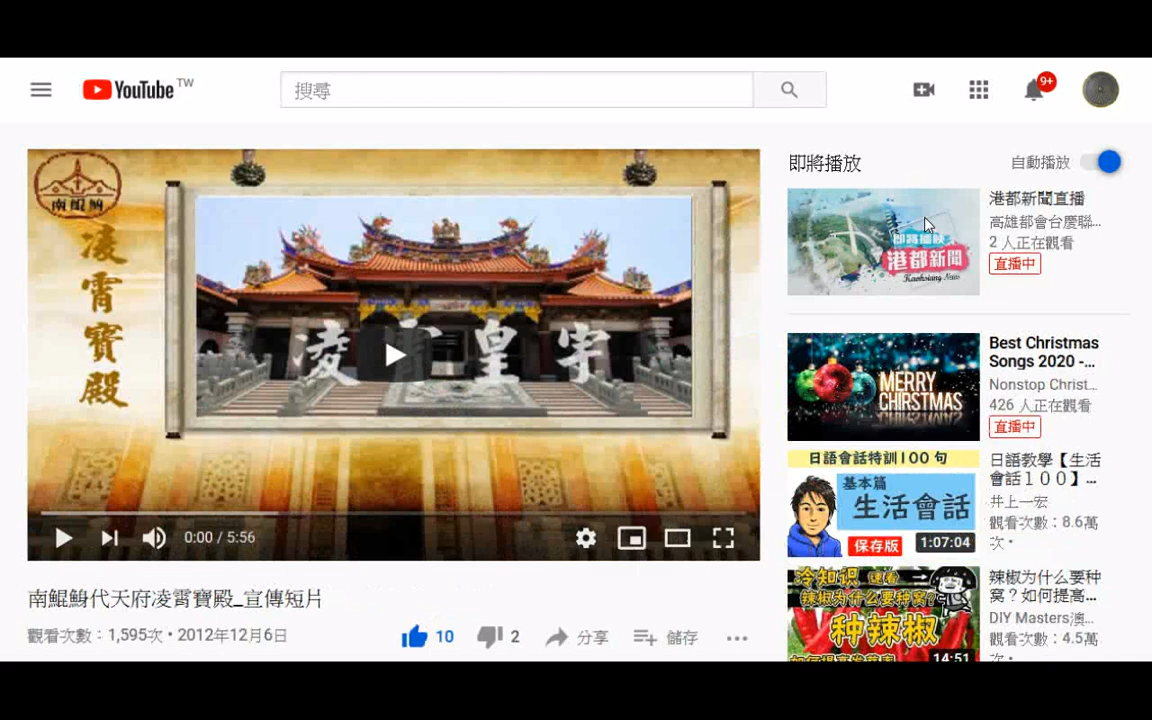 YouTube TW
搜尋
9+
南鯤鯓
凌霄寶殿
凌霄皇宇
0:00 / 5:56
南鯤鯓代天府凌霄寶殿_宣傳短片
觀看次數：1,595次 • 2012年12月6日
10
2
分享
儲存
即將播放
自動播放
即將播映
港都新聞
港都新聞直播
高雄都會台慶聯...
2 人正在觀看
直播中
MERRY
CHIRSTMAS
Best Christmas
Songs 2020 -...
Nonstop Christ...
426 人正在觀看
直播中
日語會話特訓100 句
基本篇
生活會話
保存版
1:07:04
日語教學【生活
會話１００】...
井上一宏
觀看次數：8.6萬
次 •
冷知识 速看
辣椒为什么要种窝?
种辣椒
14:51
辣椒为什么要种
窝？如何提高...
DIY Masters澳...
觀看次數：4.5萬
次 •